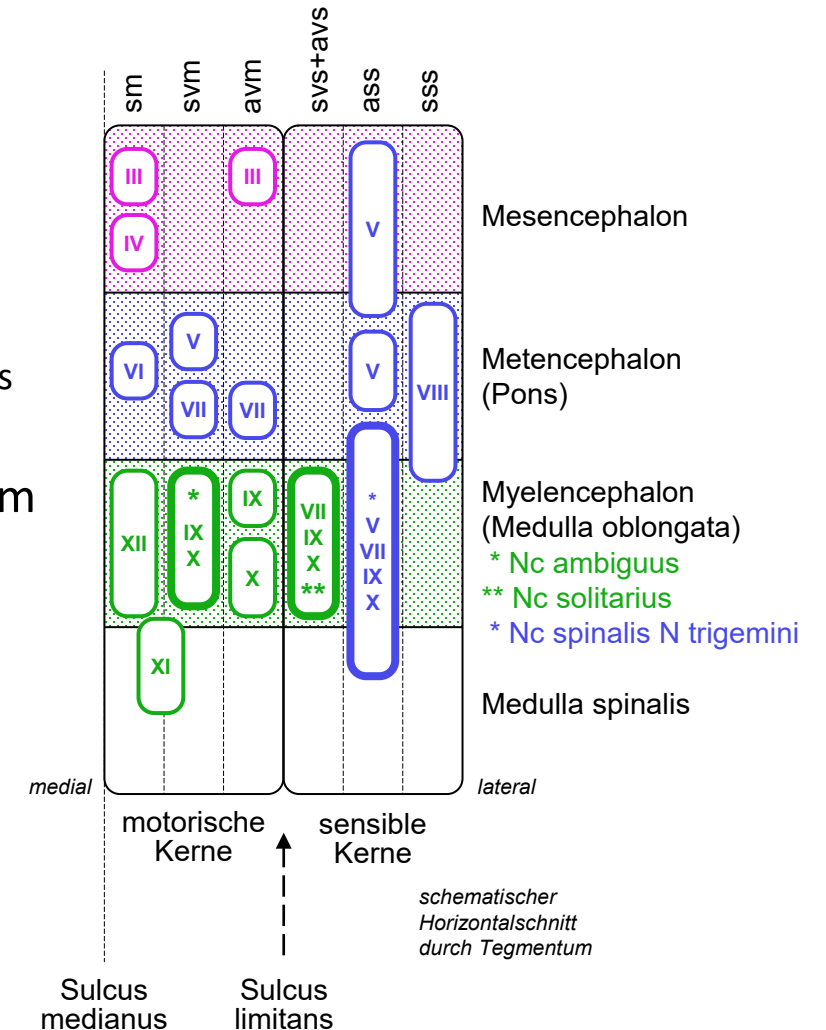 sm
svm
avm
svs+avs
ass
sss
III
III
V
IV
Mesencephalon
s
m
VI
V
VII
VII
V
VIII
Metencephalon
(Pons)
XII
*
IX
X
IX
X
VII
IX
X
**
*
V
VII
IX
X
Myelencephalon
(Medulla oblongata)
* Nc ambiguus
** Nc solitarius
* Nc spinalis N trigemini
XI
Medulla spinalis
medial
lateral
motorische
Kerne
sensible
Kerne
schematischer
Horizontalschnitt
durch Tegmentum
Sulcus
medianus
Sulcus
limitans